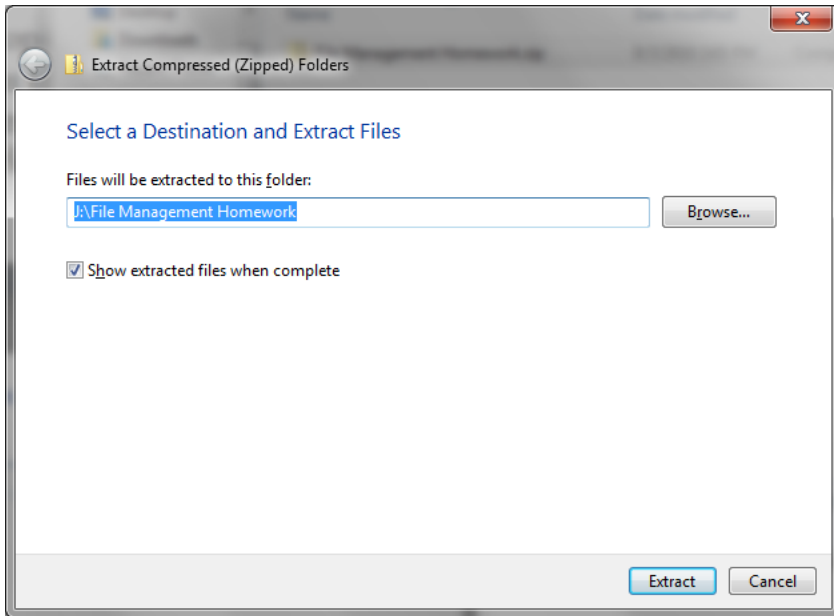 Extract Compressed (Zipped) Folders
Select a Destination and Extract Files
Files will be extracted to this folder:
J:\File Management Homework
Browse...
Show extracted files when complete
Extract
Cancel